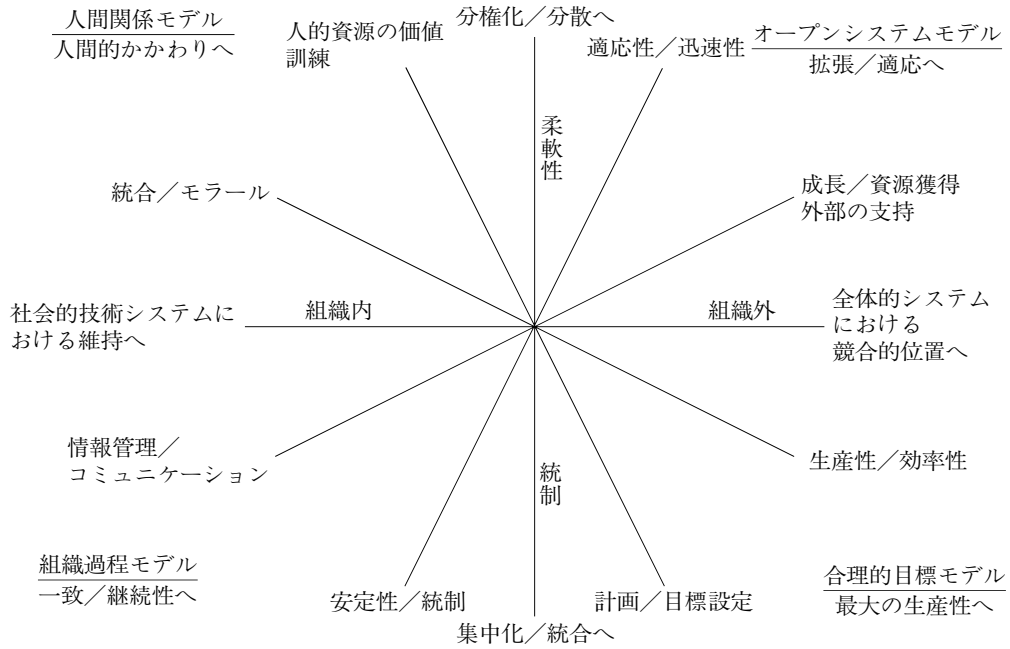 人間関係モデル
人間的かかわりへ
人的資源の価値
訓練
分権化／分散へ
適応性／迅速性
オープンシステムモデル
拡張／適応へ
柔軟性
統合／モラール
成長／資源獲得
外部の支持
社会的技術システムに
おける維持へ
組織内
組織外
全体的システム
における
競合的位置へ
情報管理／
コミュニケーション
統制
生産性／効率性
組織過程モデル
一致／継続性へ
安定性／統制
集中化／統合へ
計画／目標設定
合理的目標モデル
最大の生産性へ